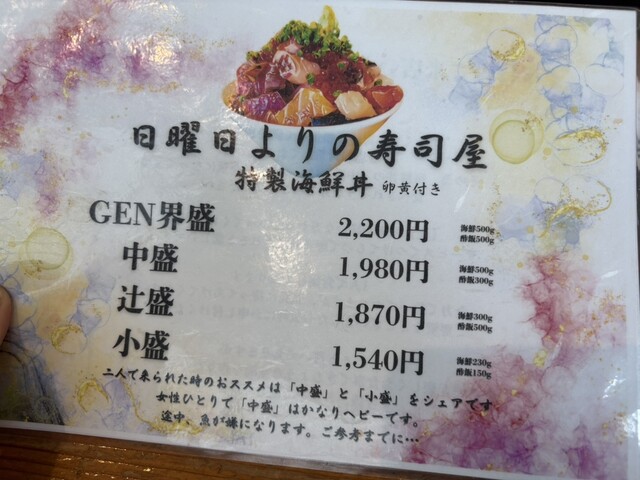 日曜日よりの寿司屋
特製海鮮丼 卵黄付き
GEN界盛 2,200円 海鮮500g 酢飯500g
中盛 1,980円 海鮮500g 酢飯300g
辻盛 1,870円 海鮮300g 酢飯500g
小盛 1,540円 海鮮230g 酢飯150g
二人で来られた時のおススメは「中盛」と「小盛」をシェアです
女性ひとりで「中盛」はかなりヘビーです。
途中、魚が嫌になります。ご参考までに…